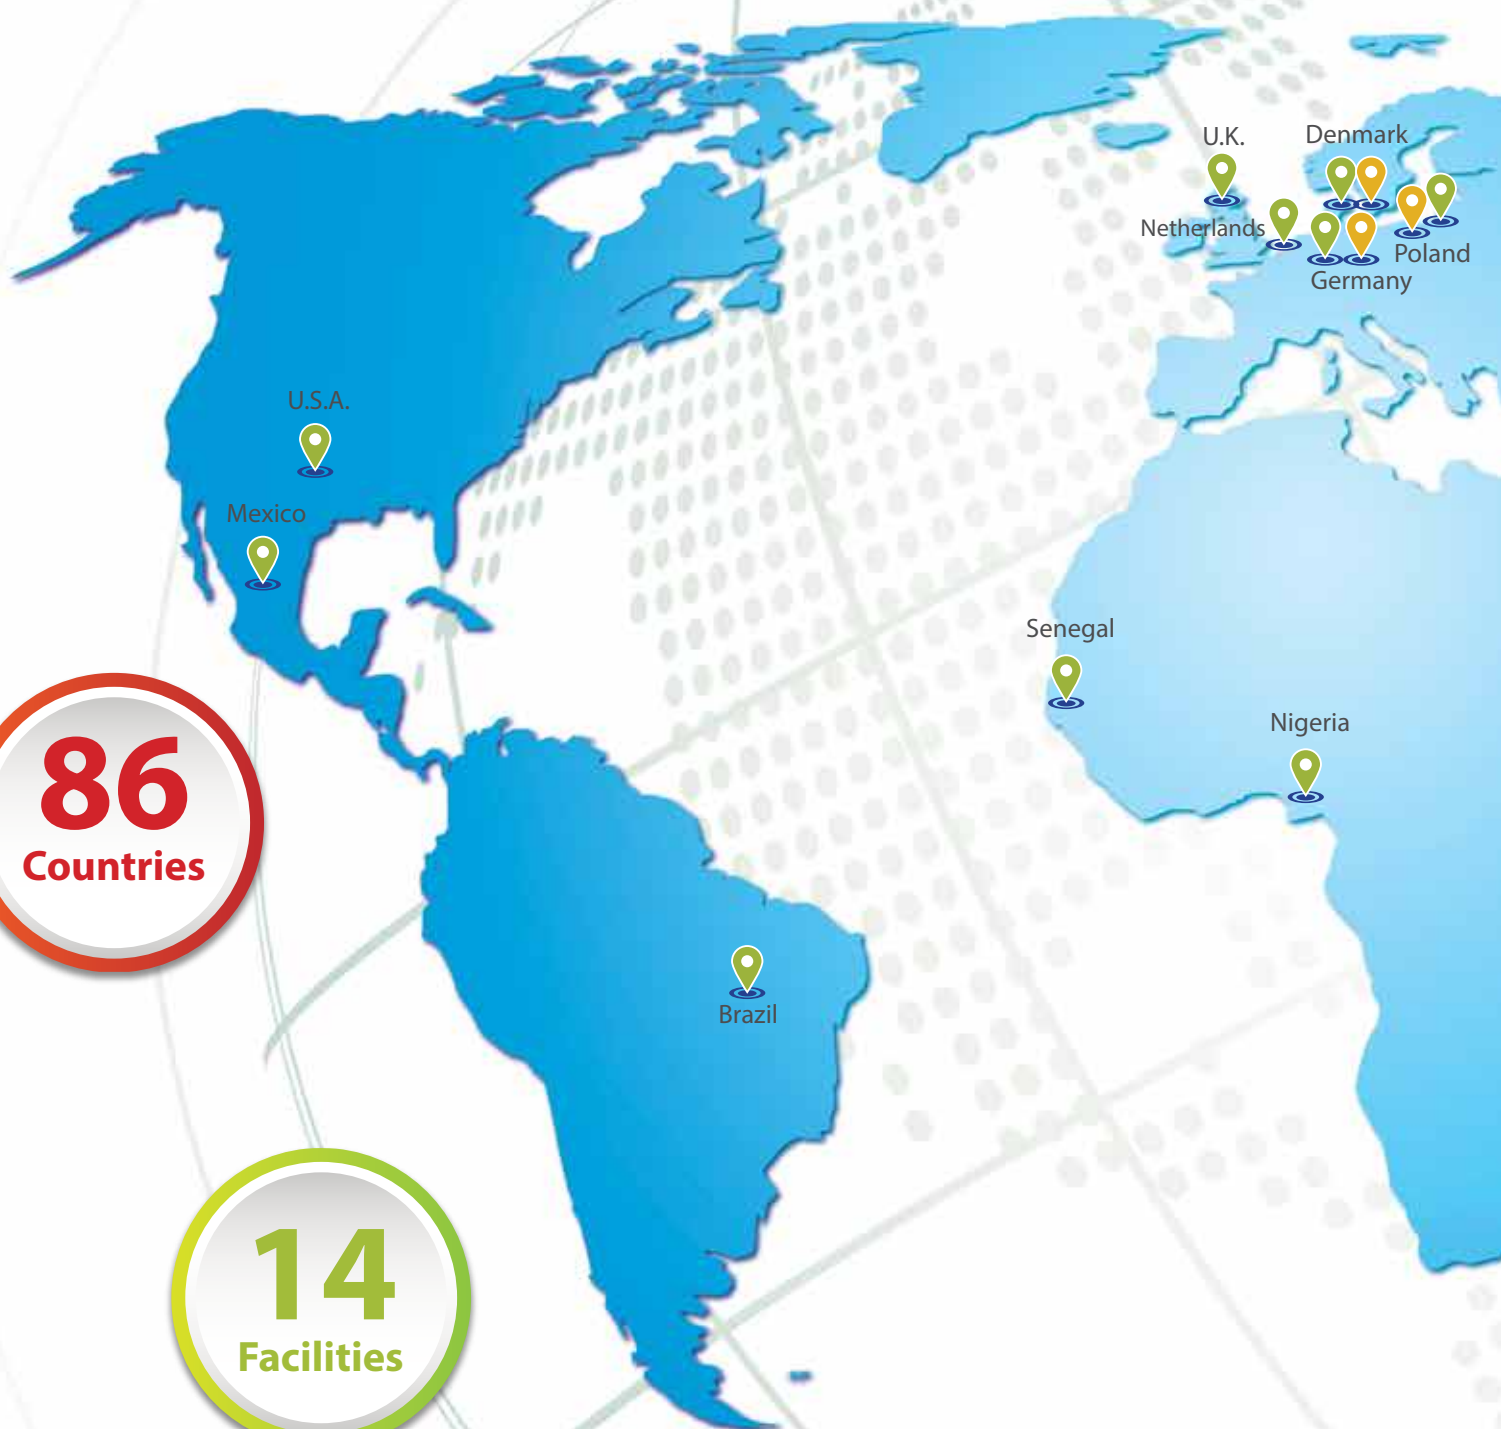 U.K.
Denmark
Netherlands
Poland
Germany
U.S.A.
Mexico
Senegal
Nigeria
86
Countries
Brazil
14
Facilities